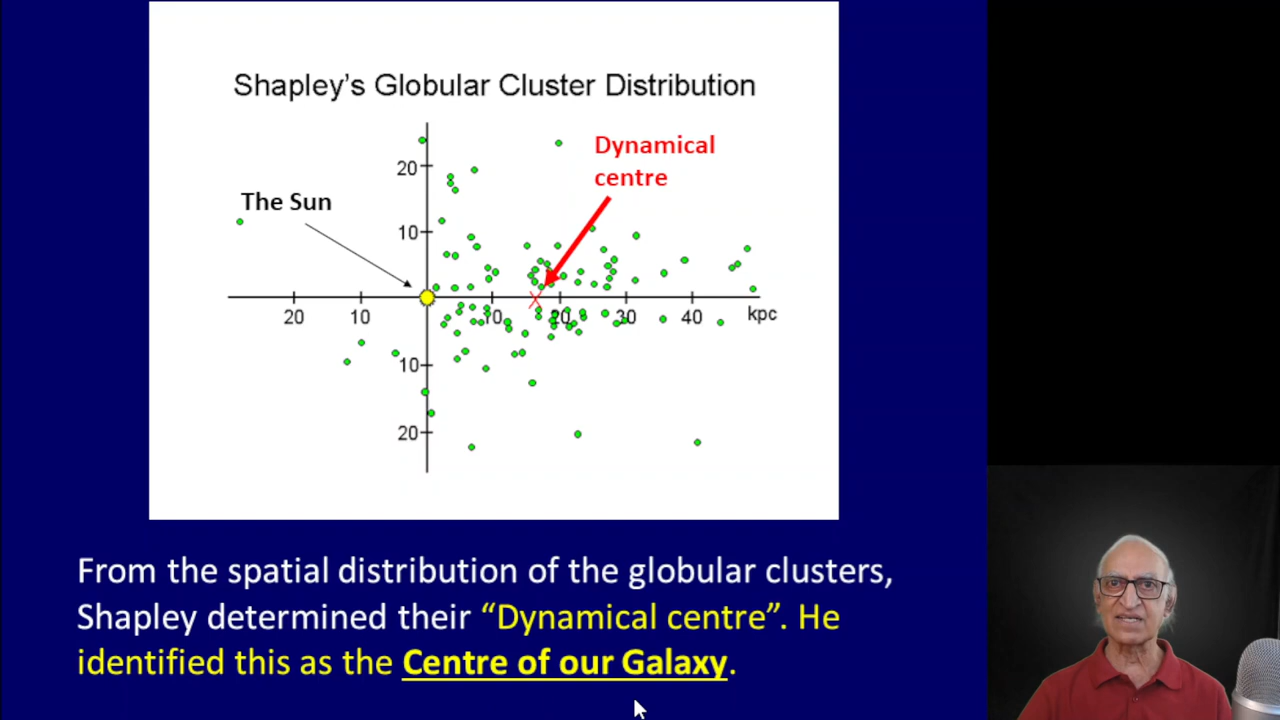 Shapley's Globular Cluster Distribution
Dynamical
centre
The Sun
20
10
20 10 10 20 30 40 kpc
10
20
From the spatial distribution of the globular clusters,
Shapley determined their “Dynamical centre”. He
identified this as the Centre of our Galaxy.